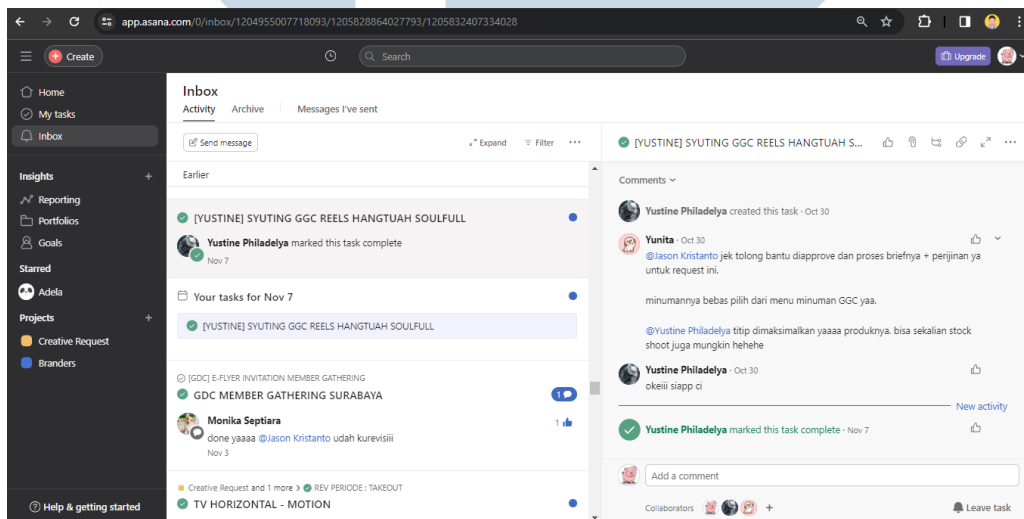 app.asana.com/0/inbox/1204955007718093/1205828864027793/1205832407334028
Create
Search
Upgrade
Home
My tasks
Inbox
Insights
Reporting
Portfolios
Goals
Starred
Adela
Projects
Creative Request
Branders
Help & getting started
Inbox
Activity
Archive
Messages I've sent
Send message
Expand
Filter
Earlier
[YUSTINE] SYUTING GGC REELS HANGTUAH SOULFULL
Yustine Philadelya marked this task complete
Nov 7
Your tasks for Nov 7
[YUSTINE] SYUTING GGC REELS HANGTUAH SOULFULL
[GDC] E-FLYER INVITATION MEMBER GATHERING
GDC MEMBER GATHERING SURABAYA
1
Monika Septiara
1
done yaaaa @Jason Kristanto udah kurevisiii
Nov 3
Creative Request and 1 more > REV PERIODE : TAKEOUT
TV HORIZONTAL - MOTION
[YUSTINE] SYUTING GGC REELS HANGTUAH S...
Comments
Yustine Philadelya created this task · Oct 30
Yunita · Oct 30
@Jason Kristanto jek tolong bantu diapprove dan proses briefnya + perijinan ya
untuk request ini.
minumannya bebas pilih dari menu minuman GGC yaa.
@Yustine Philadelya titip dimaksimalkan yaaaa produknya. bisa sekalian stock
shoot juga mungkin hehehe
Yustine Philadelya · Oct 30
okeiii siapp ci
New activity
Yustine Philadelya marked this task complete · Nov 7
Add a comment
Collaborators
Leave task